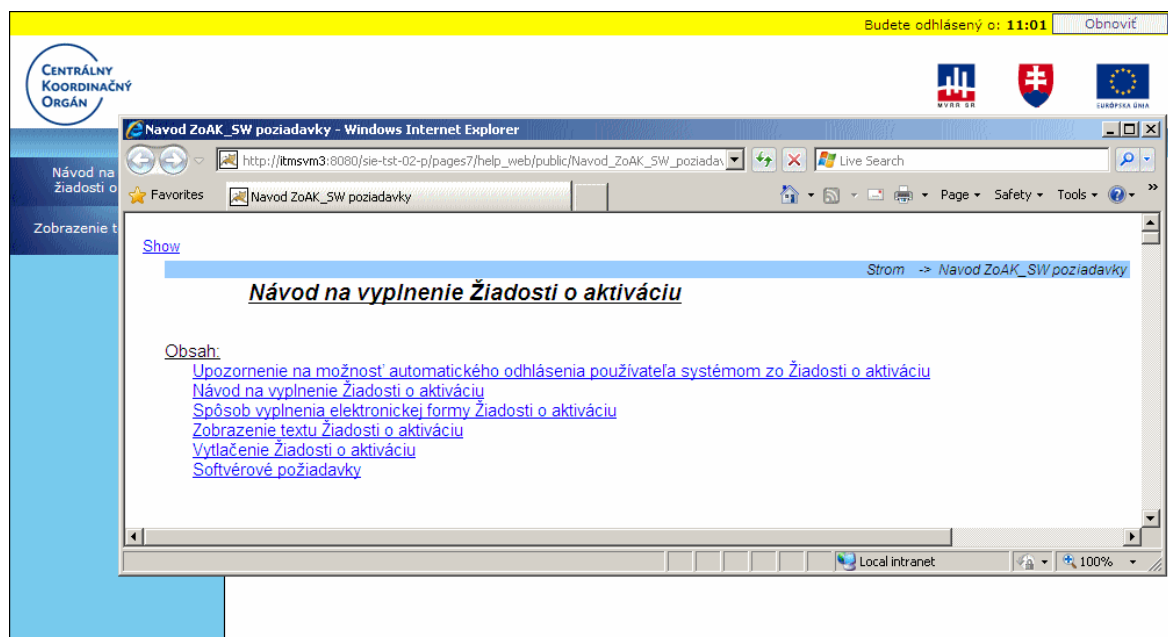 Budete odhlásený o: 11:01 Obnoviť
CENTRÁLNY
KOORDINAČNÝ
ORGÁN
MVRR SR
EURÓPSKA ÚNIA
Navod ZoAK_SW poziadavky - Windows Internet Explorer
http://itmsvm3:8080/sie-tst-02-p/pages7/help_web/public/Navod_ZoAK_SW_poziadav
Live Search
Návod na
žiadosti o
Favorites
Navod ZoAK_SW poziadavky
Page Safety Tools »
Zobrazenie t
Show
Strom -> Navod ZoAK_SW poziadavky
Návod na vyplnenie Žiadosti o aktiváciu
Obsah:
Upozornenie na možnosť automatického odhlásenia používateľa systémom zo Žiadosti o aktiváciu
Návod na vyplnenie Žiadosti o aktiváciu
Spôsob vyplnenia elektronickej formy Žiadosti o aktiváciu
Zobrazenie textu Žiadosti o aktiváciu
Vytlačenie Žiadosti o aktiváciu
Softvérové požiadavky
Local intranet
100%